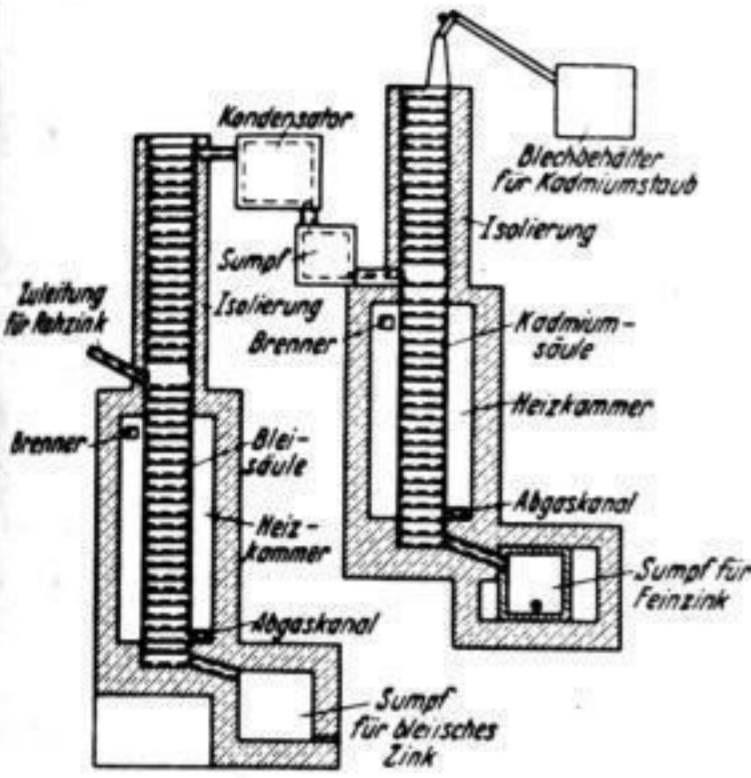 Kondensator
Blechbehälter
für Kadmiumstaub
Sumpf
Isolierung
Zuleitung
für Rohzink
Isolierung
Brenner
Kadmium-
säule
Heizkammer
Brenner
Blei-
säule
Heiz-
kammer
Abgaskanal
Sumpf für
Feinzink
Abgaskanal
Sumpf
für bleiisches
Zink